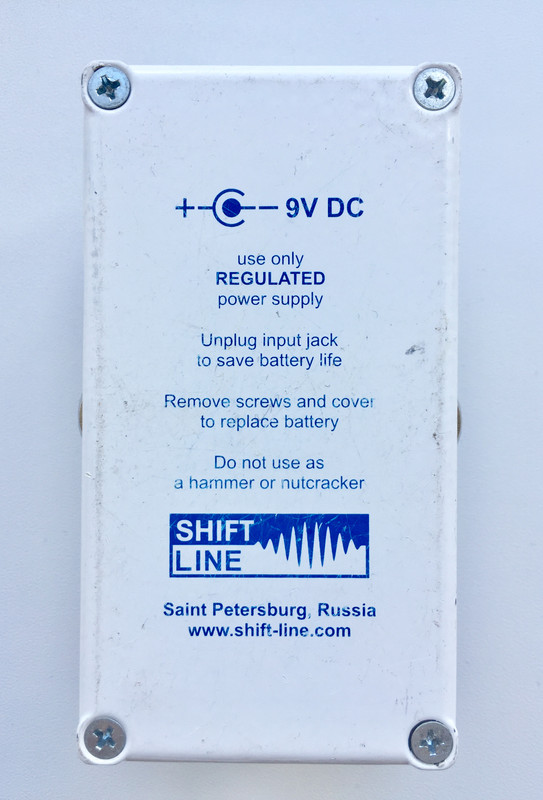 + - 9V DC
use only
REGULATED
power supply
Unplug input jack
to save battery life
Remove screws and cover
to replace battery
Do not use as
a hammer or nutcracker
SHIFT
LINE
Saint Petersburg, Russia
www.shift-line.com